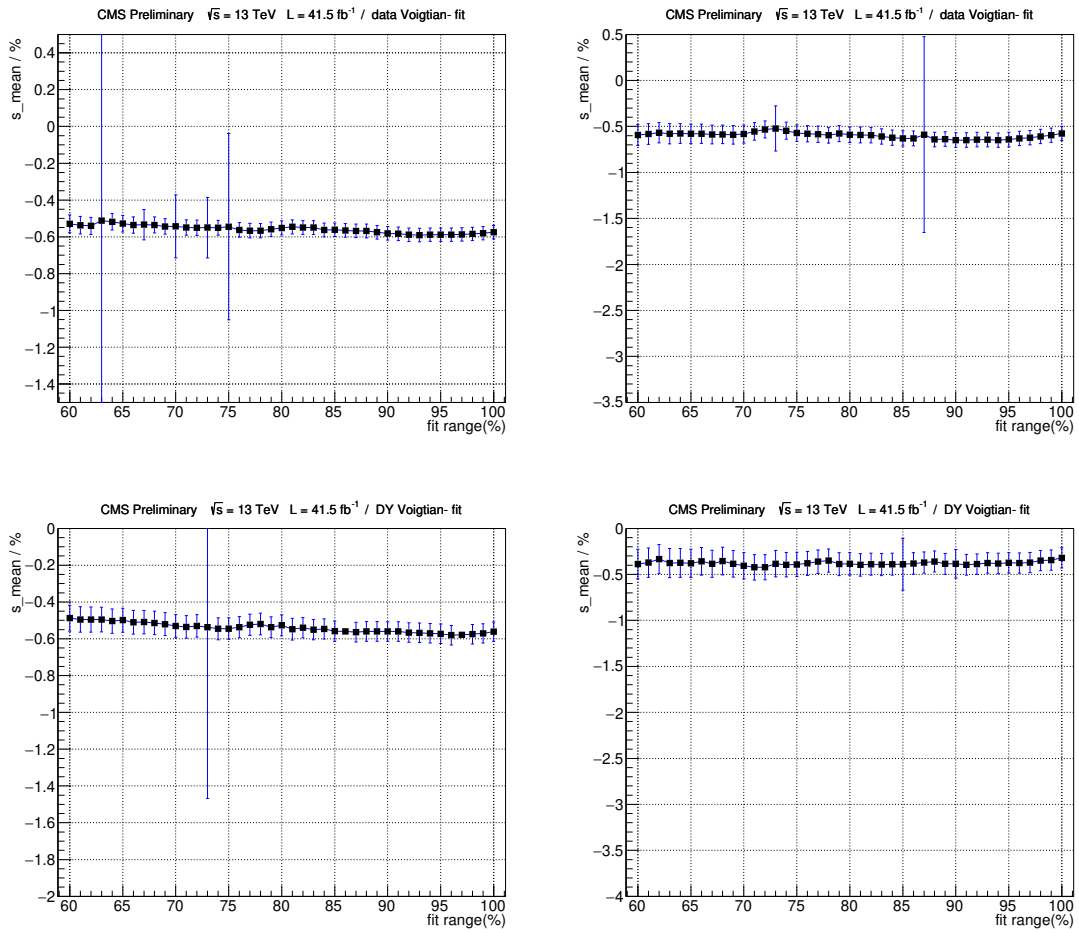 CMS Preliminary √s = 13 TeV L = 41.5 fb⁻¹ / data Voigtian- fit
s_mean / %
0.4
0.2
0
−0.2
−0.4
−0.6
−0.8
−1
−1.2
−1.4
60 65 70 75 80 85 90 95 100
fit range(%)
CMS Preliminary √s = 13 TeV L = 41.5 fb⁻¹ / data Voigtian- fit
s_mean / %
0.5
0
−0.5
−1
−1.5
−2
−2.5
−3
−3.5
60 65 70 75 80 85 90 95 100
fit range(%)
CMS Preliminary √s = 13 TeV L = 41.5 fb⁻¹ / DY Voigtian- fit
s_mean / %
0
−0.2
−0.4
−0.6
−0.8
−1
−1.2
−1.4
−1.6
−1.8
−2
60 65 70 75 80 85 90 95 100
fit range(%)
CMS Preliminary √s = 13 TeV L = 41.5 fb⁻¹ / DY Voigtian- fit
s_mean / %
0
−0.5
−1
−1.5
−2
−2.5
−3
−3.5
−4
60 65 70 75 80 85 90 95 100
fit range(%)